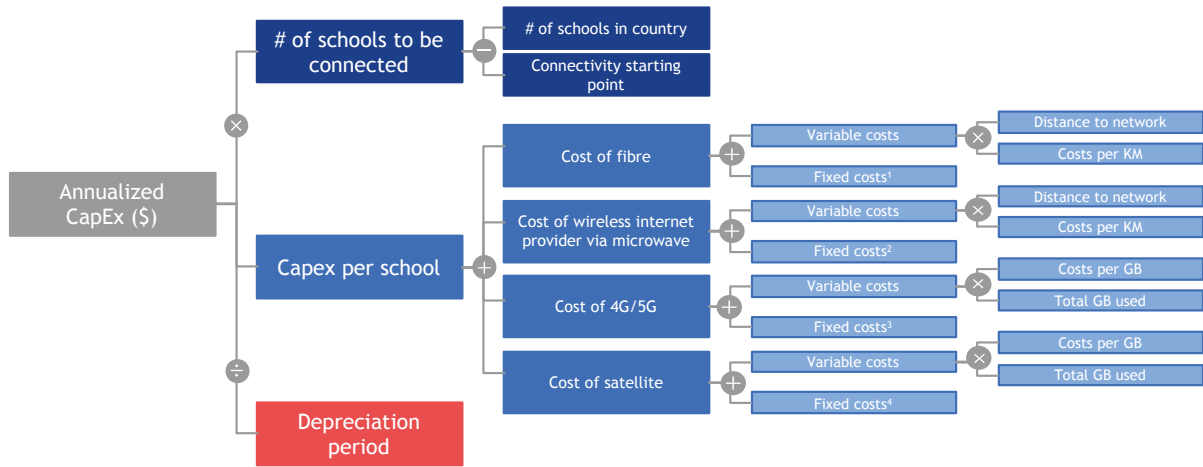 # of schools to be
connected
# of schools in country
Connectivity starting
point
−
×
Annualized
CapEx ($)
Capex per school
+
Cost of fibre
+
Variable costs
×
Distance to network
Costs per KM
Fixed costs¹
Cost of wireless internet
provider via microwave
+
Variable costs
×
Distance to network
Costs per KM
Fixed costs²
Cost of 4G/5G
+
Variable costs
×
Costs per GB
Total GB used
Fixed costs³
Cost of satellite
+
Variable costs
×
Costs per GB
Total GB used
Fixed costs⁴
÷
Depreciation
period